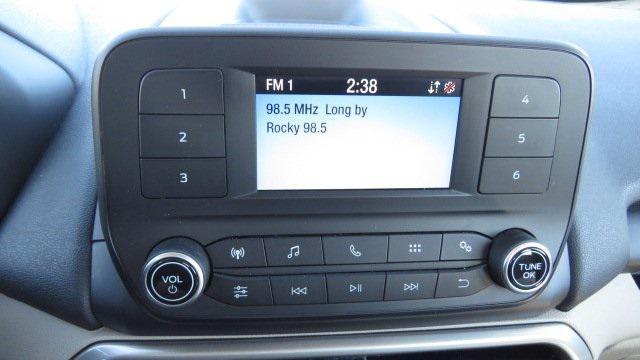 FM 1 2:38
98.5 MHz Long by
Rocky 98.5
1 4
2 5
3 6
VOL
TUNE
OK